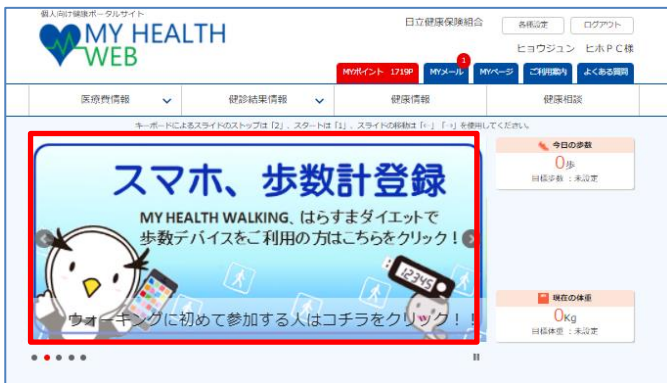 個人向け健康ポータルサイト
MY HEALTH
WEB
日立健康保険組合
各種設定
ログアウト
ヒョウジュン ヒホPC様
MYポイント 1719P
MYメール
1
MYページ
ご利用案内
よくある質問
医療費情報
健診結果情報
健康情報
健康相談
キーボードによるスライドのストップは「2」、スタートは「1」、スライドの移動は「←」「→」を使用してください。
スマホ、歩数計登録
MY HEALTH WALKING、はらすまダイエットで
歩数デバイスをご利用の方はこちらをクリック！
12345
ウォーキングに初めて参加する人はコチラをクリック！！
今日の歩数
0歩
目標歩数 ：未設定
現在の体重
0Kg
目標体重 ：未設定